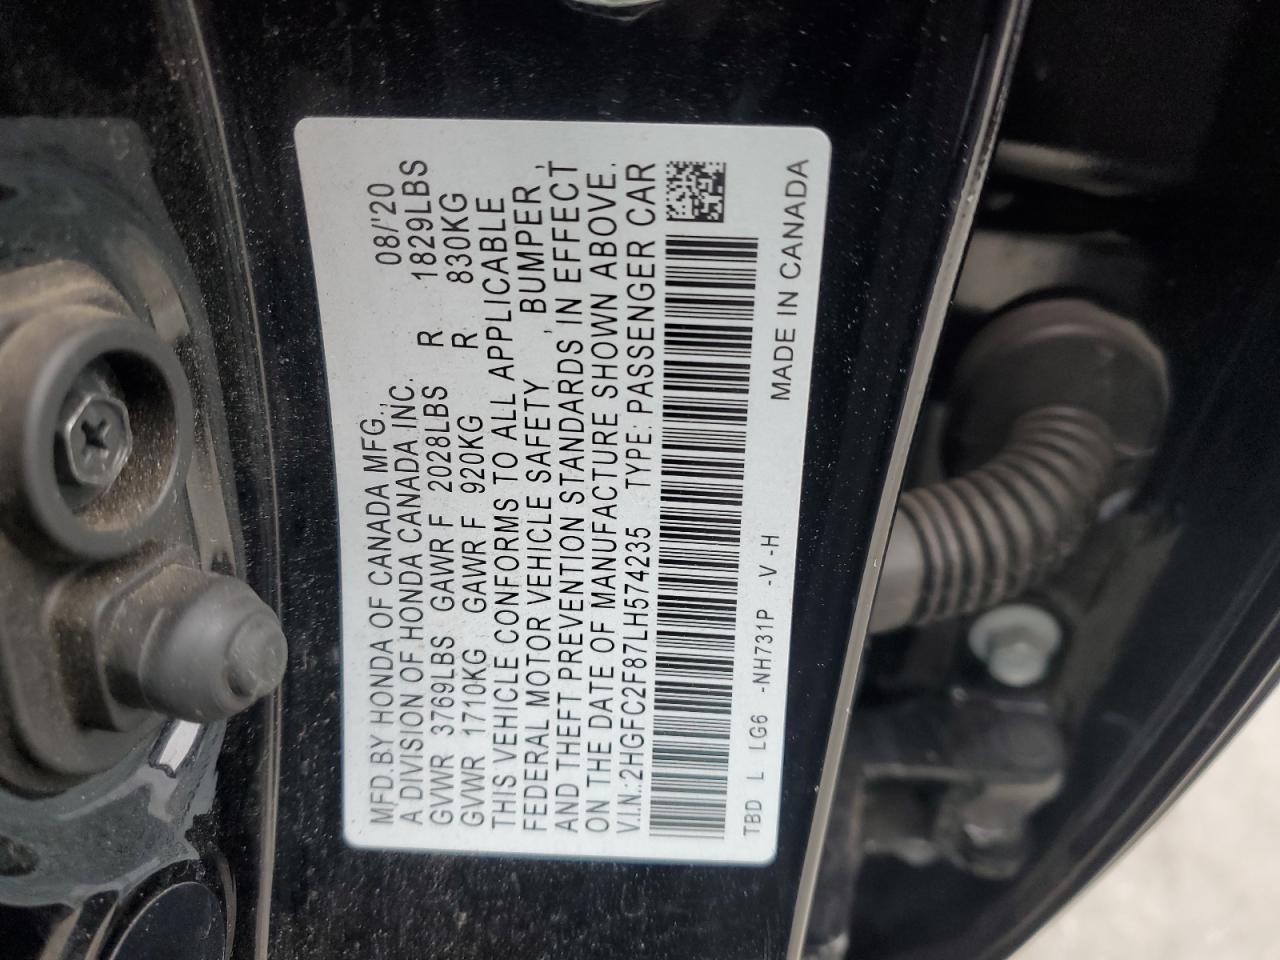 MFD.BY HONDA OF CANADA MFG., 08/'20
A DIVISION OF HONDA CANADA INC.
GVWR 3769LBS GAWR F 2028LBS R 1829LBS
GVWR 1710KG GAWR F 920KG R 830KG
THIS VEHICLE CONFORMS TO ALL APPLICABLE
FEDERAL MOTOR VEHICLE SAFETY , BUMPER ,
AND THEFT PREVENTION STANDARDS IN EFFECT
ON THE DATE OF MANUFACTURE SHOWN ABOVE.
V.I.N.:2HGFC2F87LH574235 TYPE: PASSENGER CAR
TBD L LG6 -NH731P -V -H MADE IN CANADA